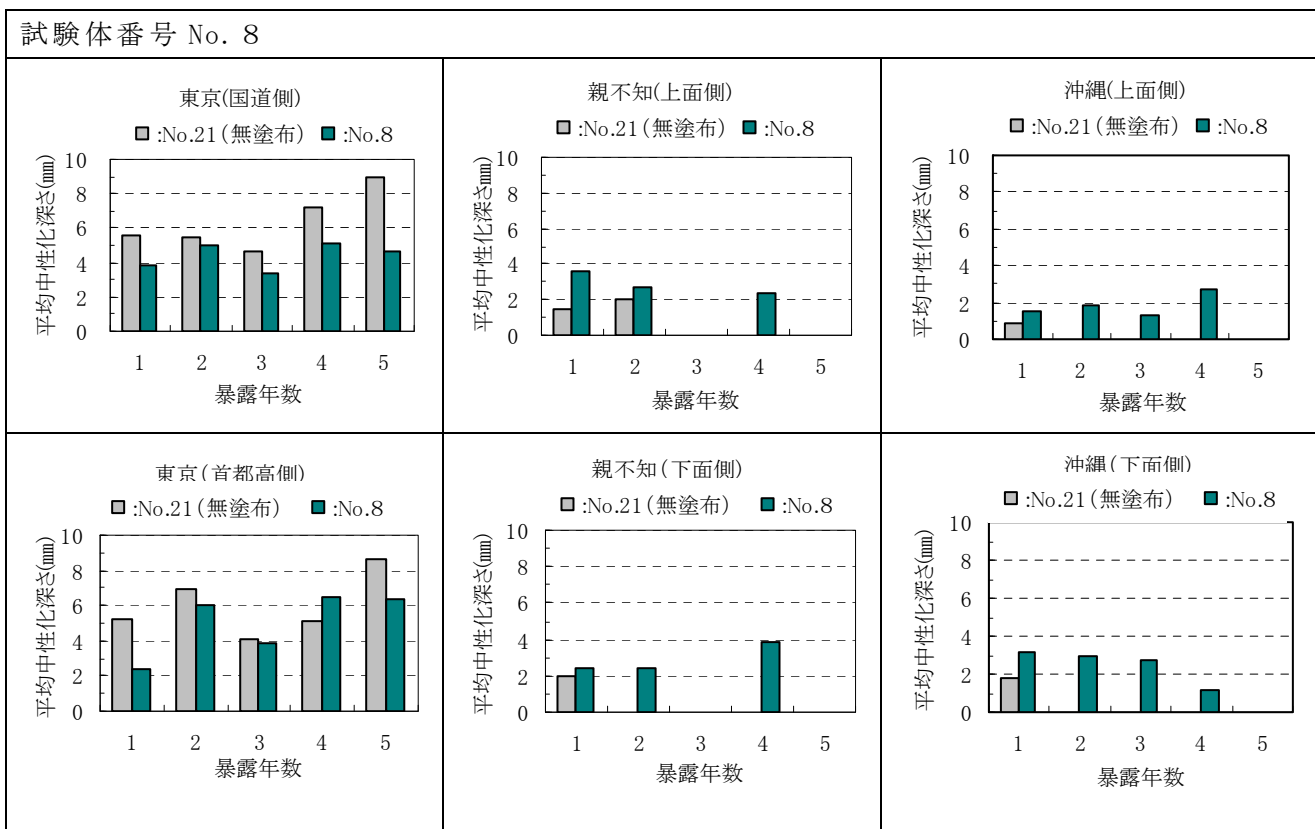 試験体番号 No. 8
東京(国道側)
:No.21(無塗布) :No.8
平均中性化深さ(㎜)
10
8
6
4
2
0
1 2 3 4 5
暴露年数
親不知(上面側)
:No.21(無塗布) :No.8
平均中性化深さ(㎜)
10
8
6
4
2
0
1 2 3 4 5
暴露年数
沖縄(上面側)
:No.21(無塗布) :No.8
平均中性化深さ(㎜)
10
8
6
4
2
0
1 2 3 4 5
暴露年数
東京(首都高側)
:No.21(無塗布) :No.8
平均中性化深さ(㎜)
10
8
6
4
2
0
1 2 3 4 5
暴露年数
親不知(下面側)
:No.21(無塗布) :No.8
平均中性化深さ(㎜)
10
8
6
4
2
0
1 2 3 4 5
暴露年数
沖縄(下面側)
:No.21(無塗布) :No.8
平均中性化深さ(㎜)
10
8
6
4
2
0
1 2 3 4 5
暴露年数